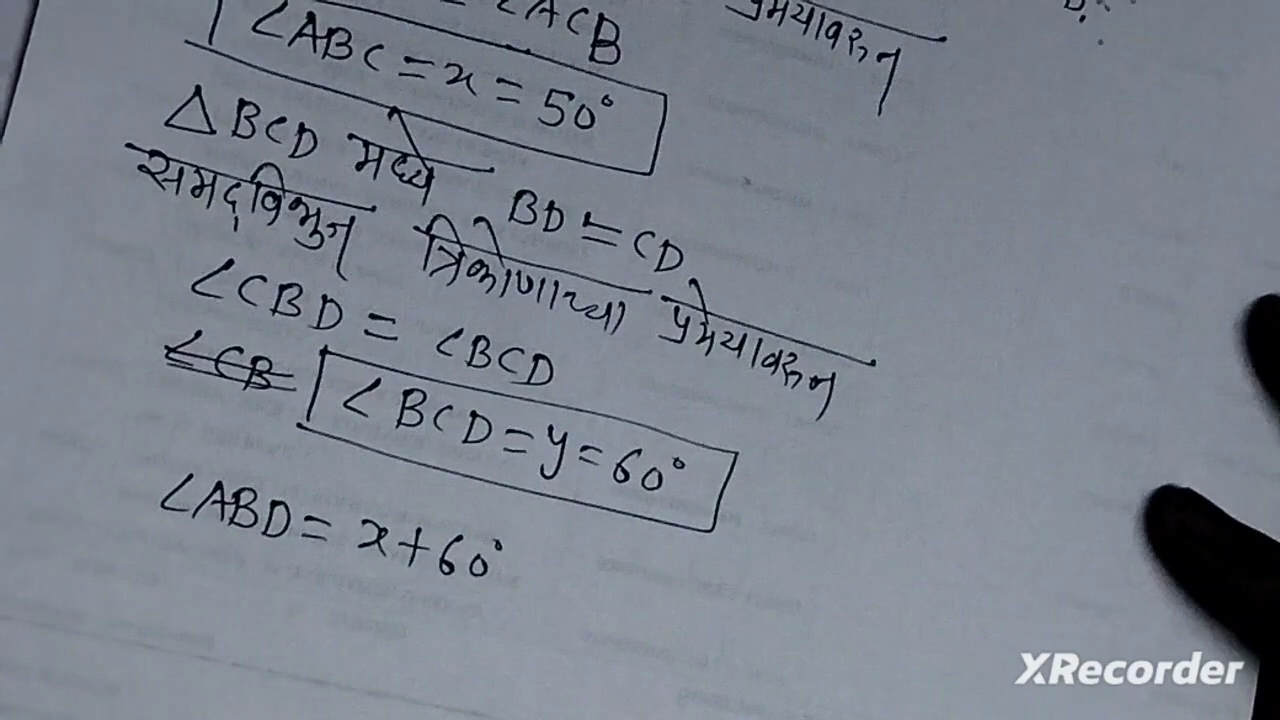 ∠ACB
प्रमेयावरून
∠ABC = x = 50°
△BCD मध्ये BD = CD
समद्विभुज त्रिकोणाच्या प्रमेयावरून
∠CBD = ∠BCD
∠CB ∠BCD = y = 60°
∠ABD = x + 60°
XRecorder